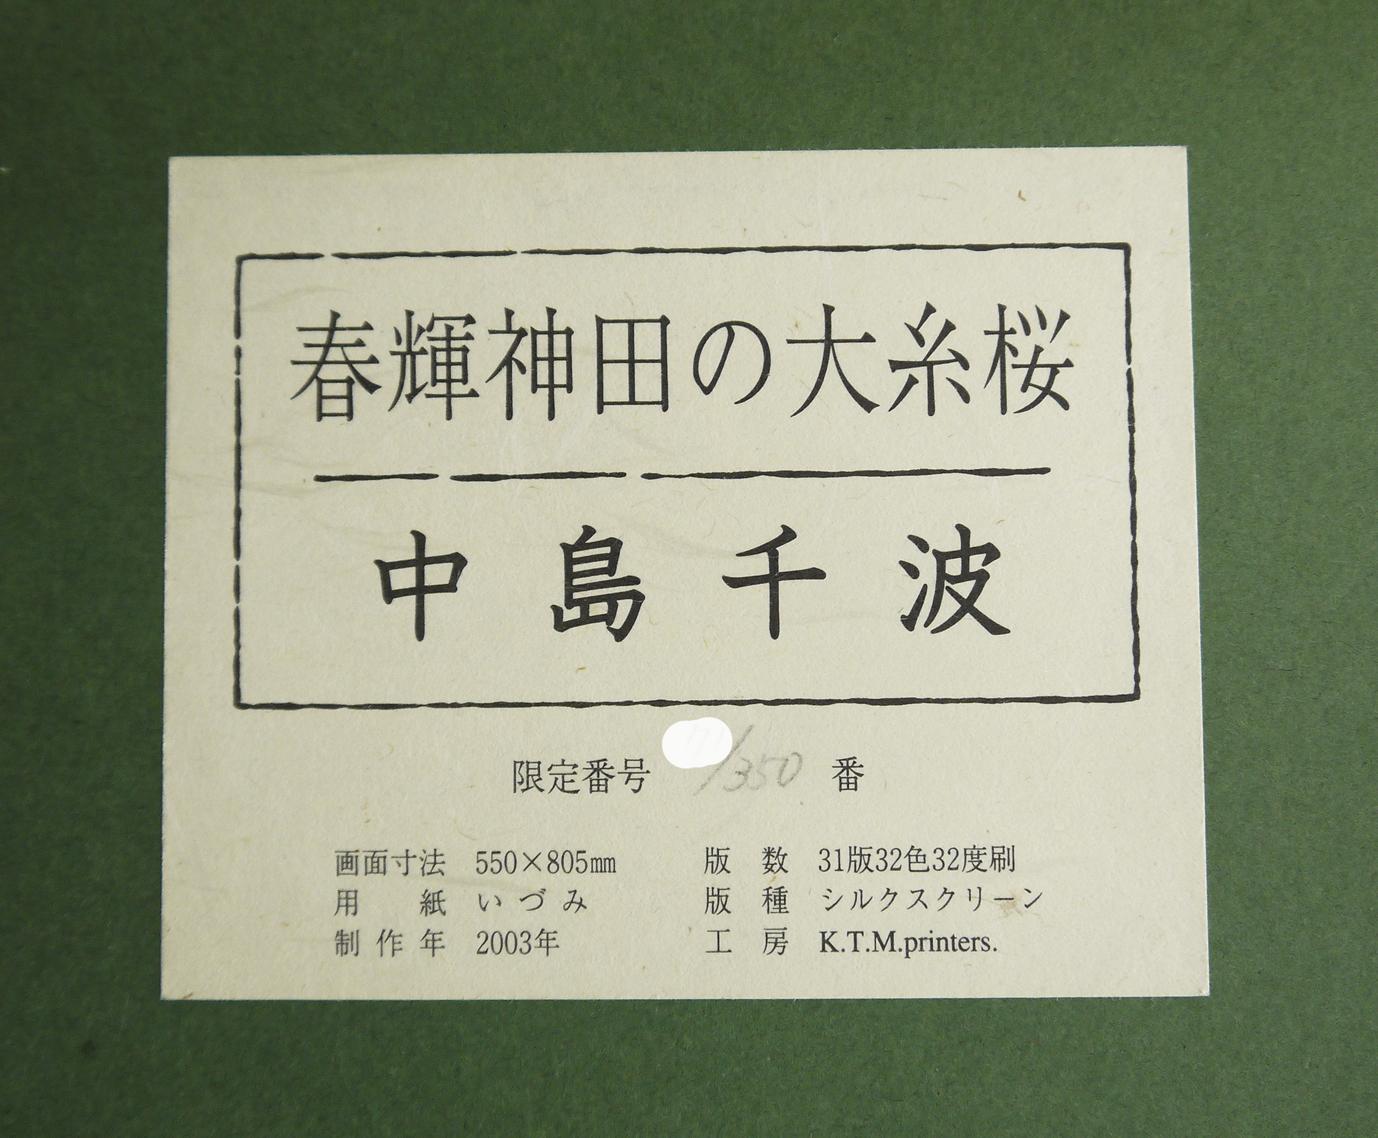 春輝神田の大糸桜
中島千波
限定番号 /350 番
画面寸法 550×805㎜ 版数 31版32色32度刷
用紙 いづみ 版種 シルクスクリーン
制作年 2003年 工房 K.T.M.printers.